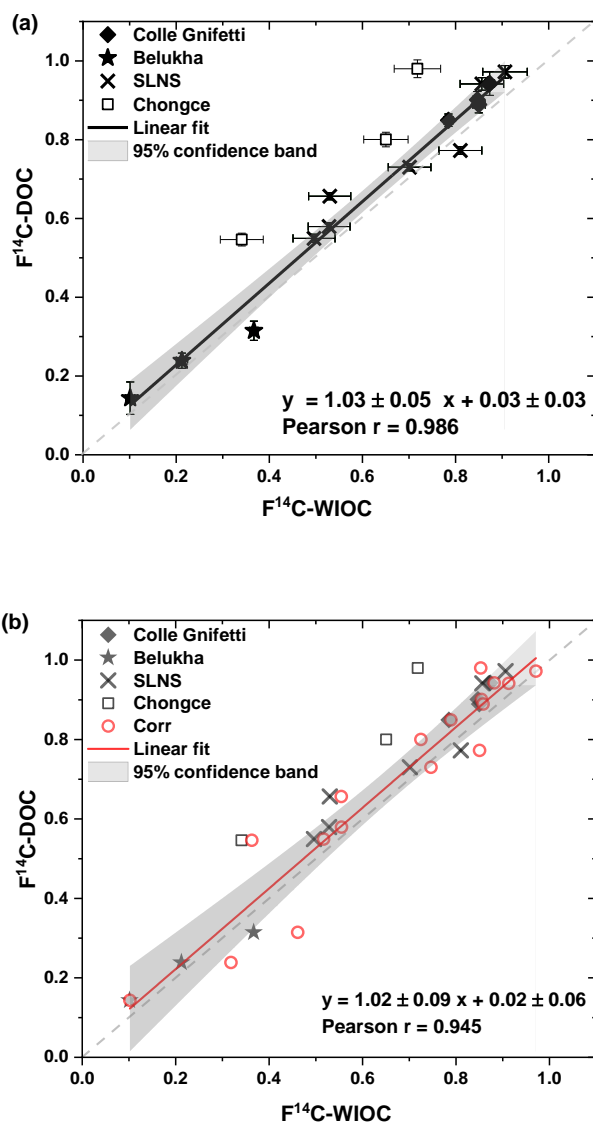 (a)
Colle Gnifetti
Belukha
SLNS
Chongce
Linear fit
95% confidence band
1.0
0.8
0.6
0.4
0.2
0.0
F¹⁴C-DOC
y = 1.03 ± 0.05 x + 0.03 ± 0.03
Pearson r = 0.986
0.0 0.2 0.4 0.6 0.8 1.0
F¹⁴C-WIOC
(b)
Colle Gnifetti
Belukha
SLNS
Chongce
Corr
Linear fit
95% confidence band
1.0
0.8
0.6
0.4
0.2
0.0
F¹⁴C-DOC
y = 1.02 ± 0.09 x + 0.02 ± 0.06
Pearson r = 0.945
0.0 0.2 0.4 0.6 0.8 1.0
F¹⁴C-WIOC